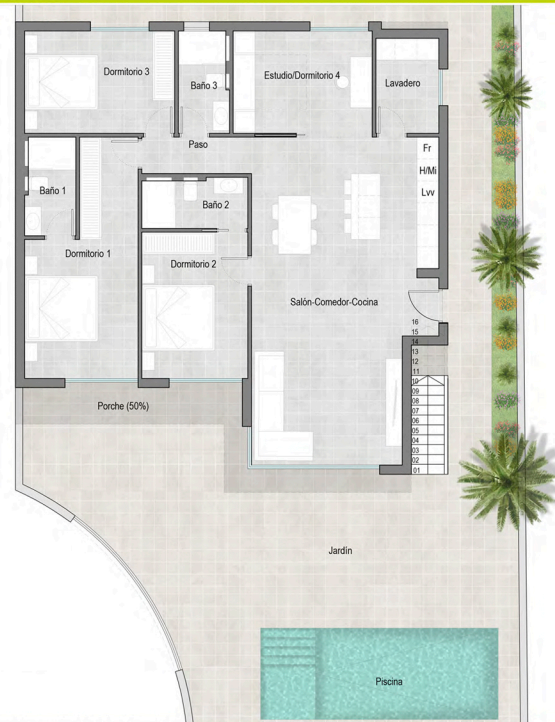 Dormitorio 3
Baño 3
Estudio/Dormitorio 4
Lavadero
Paso
Fr
H/Mi
Lvv
Baño 1
Baño 2
Dormitorio 1
Dormitorio 2
Salón-Comedor-Cocina
16
15
14
13
12
11
10
09
08
07
06
05
04
03
02
01
Porche (50%)
Jardín
Piscina